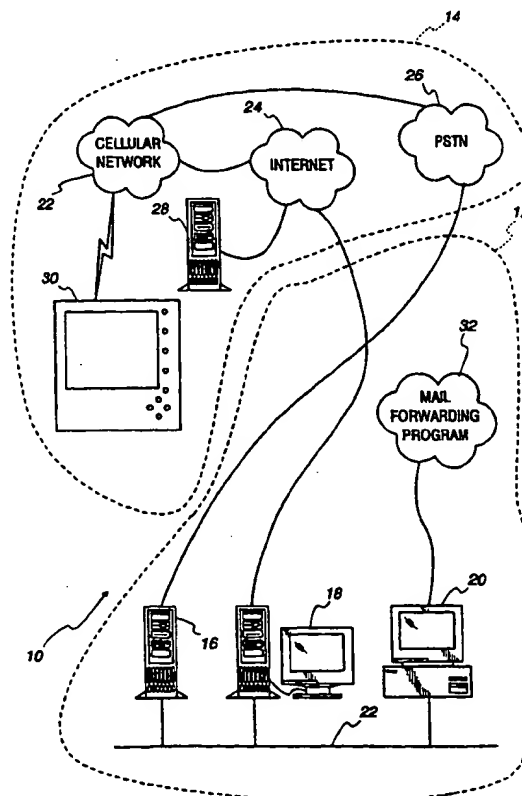 14
26
24
CELLULAR
NETWORK
INTERNET
PSTN
22
28
30
32
MAIL
FORWARDING
PROGRAM
18
20
16
10
22